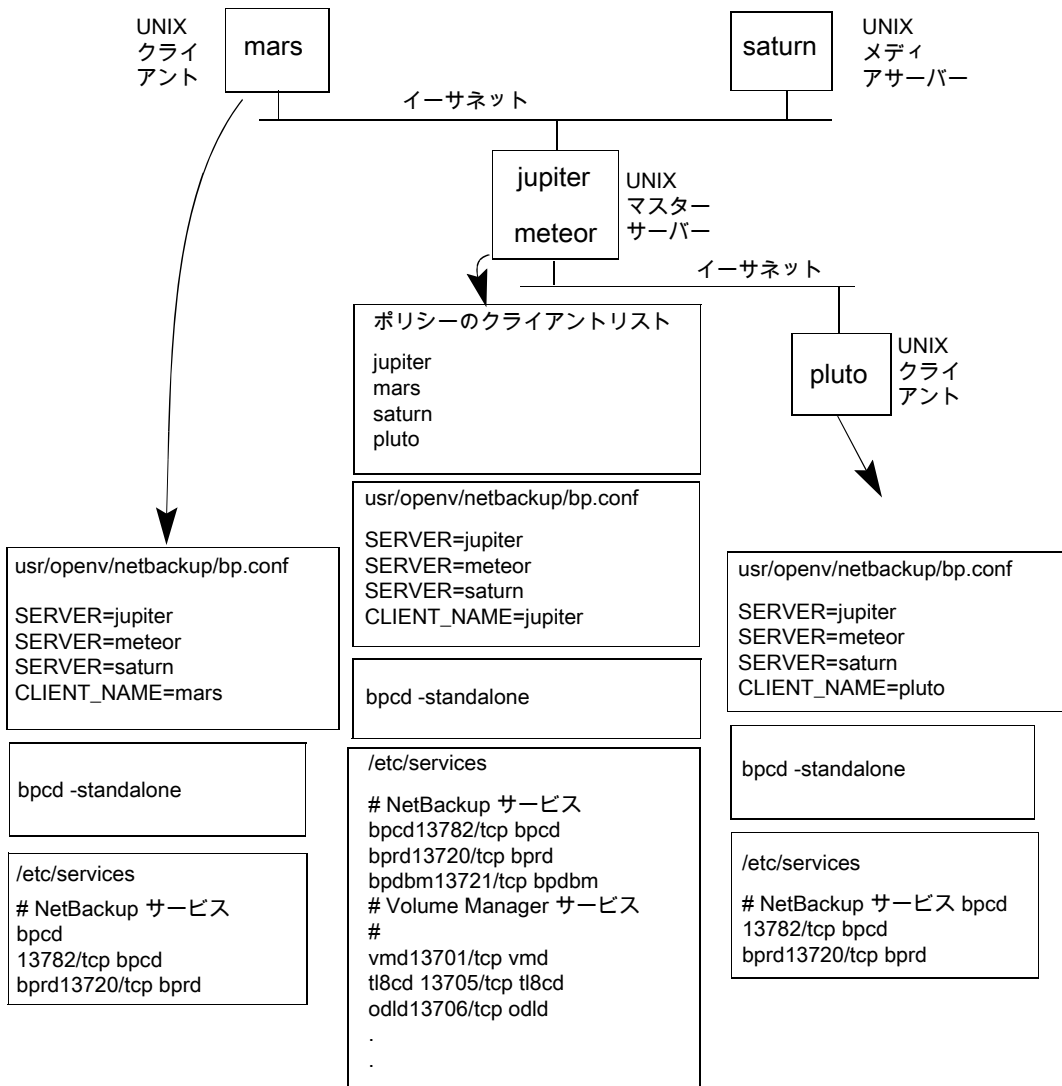 UNIX
クライ
アント
mars
saturn
UNIX
メディ
アサーバー
イーサネット
jupiter
meteor
UNIX
マスター
サーバー
イーサネット
ポリシーのクライアントリスト
jupiter
mars
saturn
pluto
pluto
UNIX
クライ
アント
usr/openv/netbackup/bp.conf
SERVER=jupiter
SERVER=meteor
SERVER=saturn
CLIENT_NAME=mars
bpcd -standalone
/etc/services
# NetBackup サービス
bpcd
13782/tcp bpcd
bprd13720/tcp bprd
usr/openv/netbackup/bp.conf
SERVER=jupiter
SERVER=meteor
SERVER=saturn
CLIENT_NAME=jupiter
bpcd -standalone
/etc/services
# NetBackup サービス
bpcd13782/tcp bpcd
bprd13720/tcp bprd
bpdbm13721/tcp bpdbm
# Volume Manager サービス
#
vmd13701/tcp vmd
tl8cd 13705/tcp tl8cd
odld13706/tcp odld
.
.
usr/openv/netbackup/bp.conf
SERVER=jupiter
SERVER=meteor
SERVER=saturn
CLIENT_NAME=pluto
bpcd -standalone
/etc/services
# NetBackup サービス bpcd
13782/tcp bpcd
bprd13720/tcp bprd